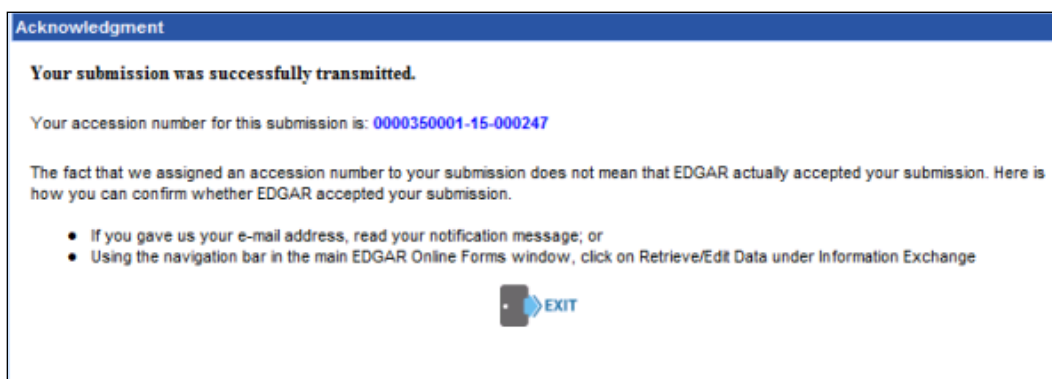 Acknowledgment
Your submission was successfully transmitted.
Your accession number for this submission is: 0000350001-15-000247
The fact that we assigned an accession number to your submission does not mean that EDGAR actually accepted your submission. Here is
how you can confirm whether EDGAR accepted your submission.
● If you gave us your e-mail address, read your notification message; or
● Using the navigation bar in the main EDGAR Online Forms window, click on Retrieve/Edit Data under Information Exchange
EXIT